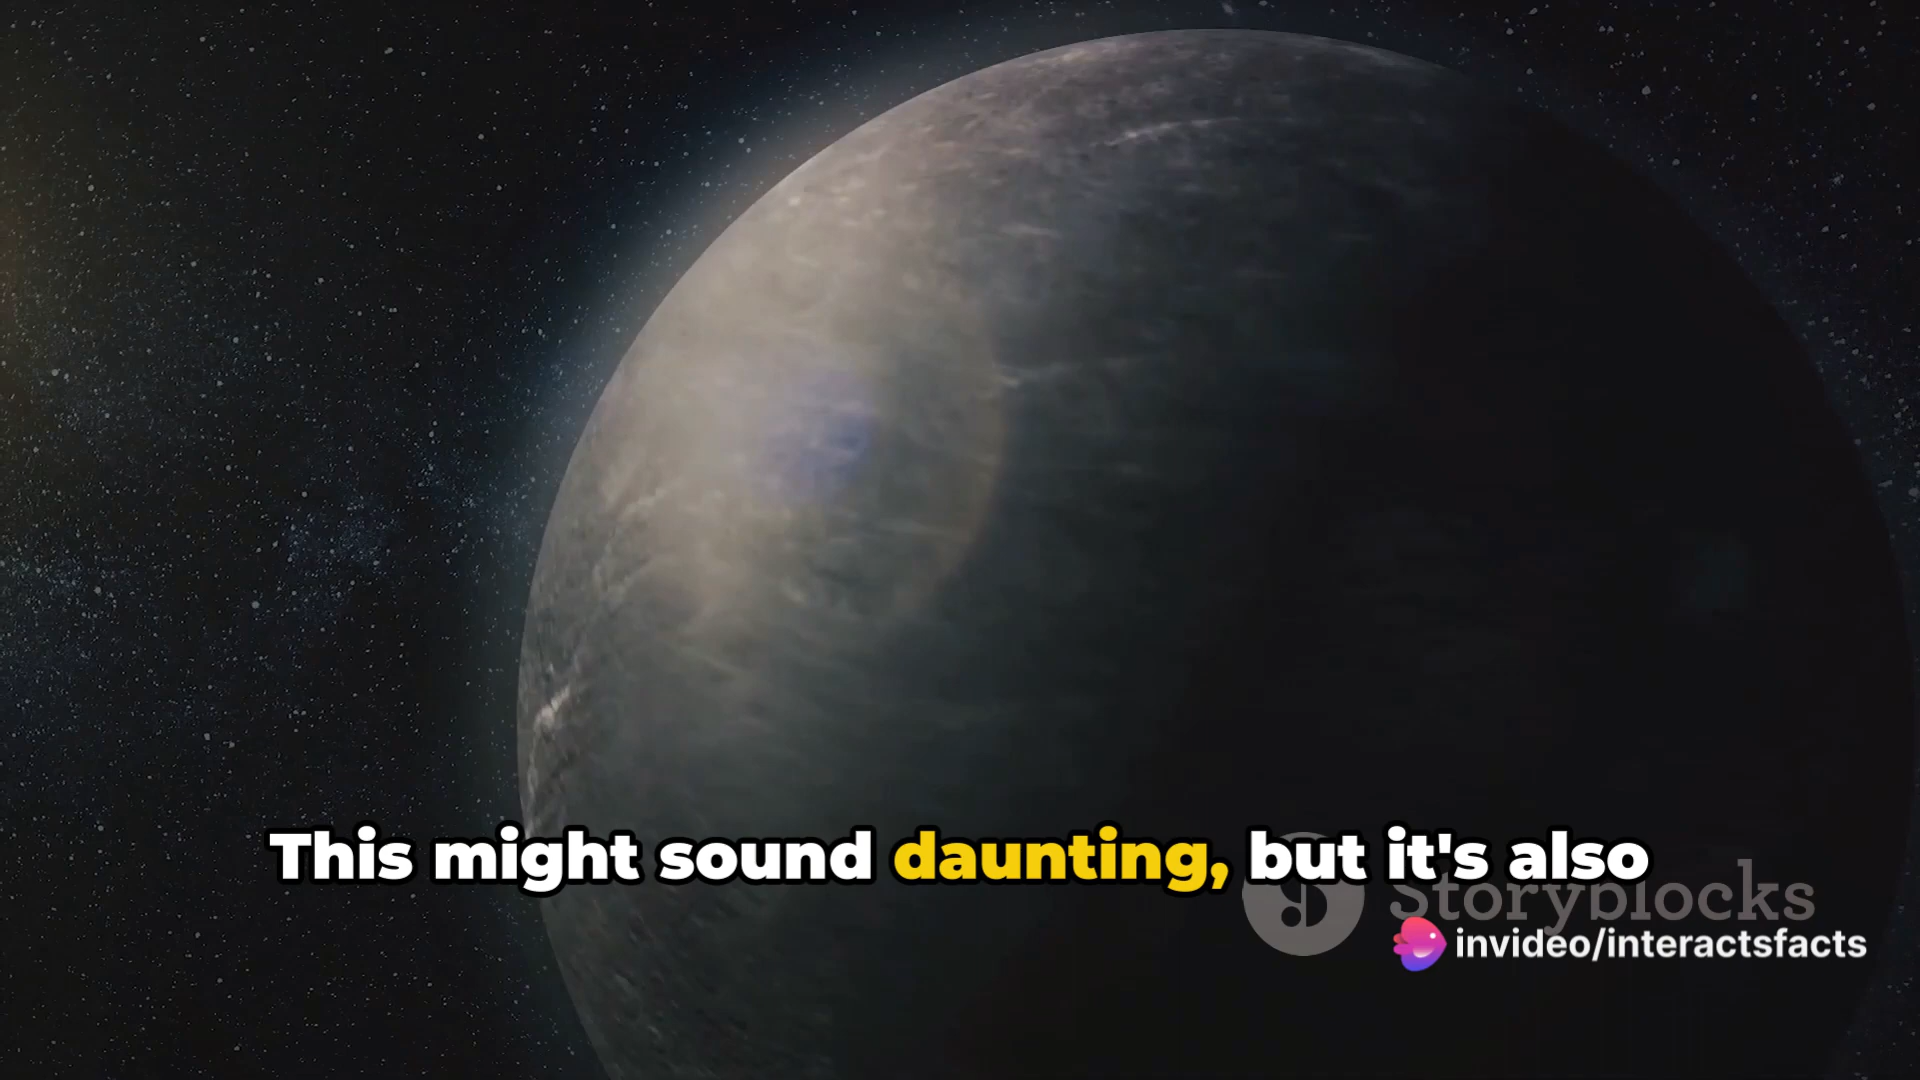 This might sound daunting, but it's also
Storyblocks
invideo/interactsfacts